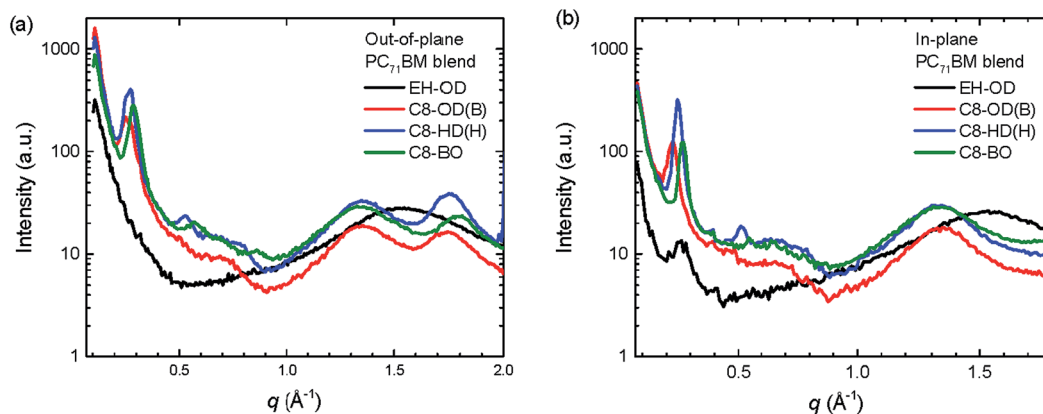 (a)
Out-of-plane
PC71BM blend
EH-OD
C8-OD(B)
C8-HD(H)
C8-BO
Intensity (a.u.)
1000
100
10
1
0.5
1.0
1.5
2.0
q (Å-1)
(b)
In-plane
PC71BM blend
EH-OD
C8-OD(B)
C8-HD(H)
C8-BO
Intensity (a.u.)
1000
100
10
1
0.5
1.0
1.5
q (Å-1)